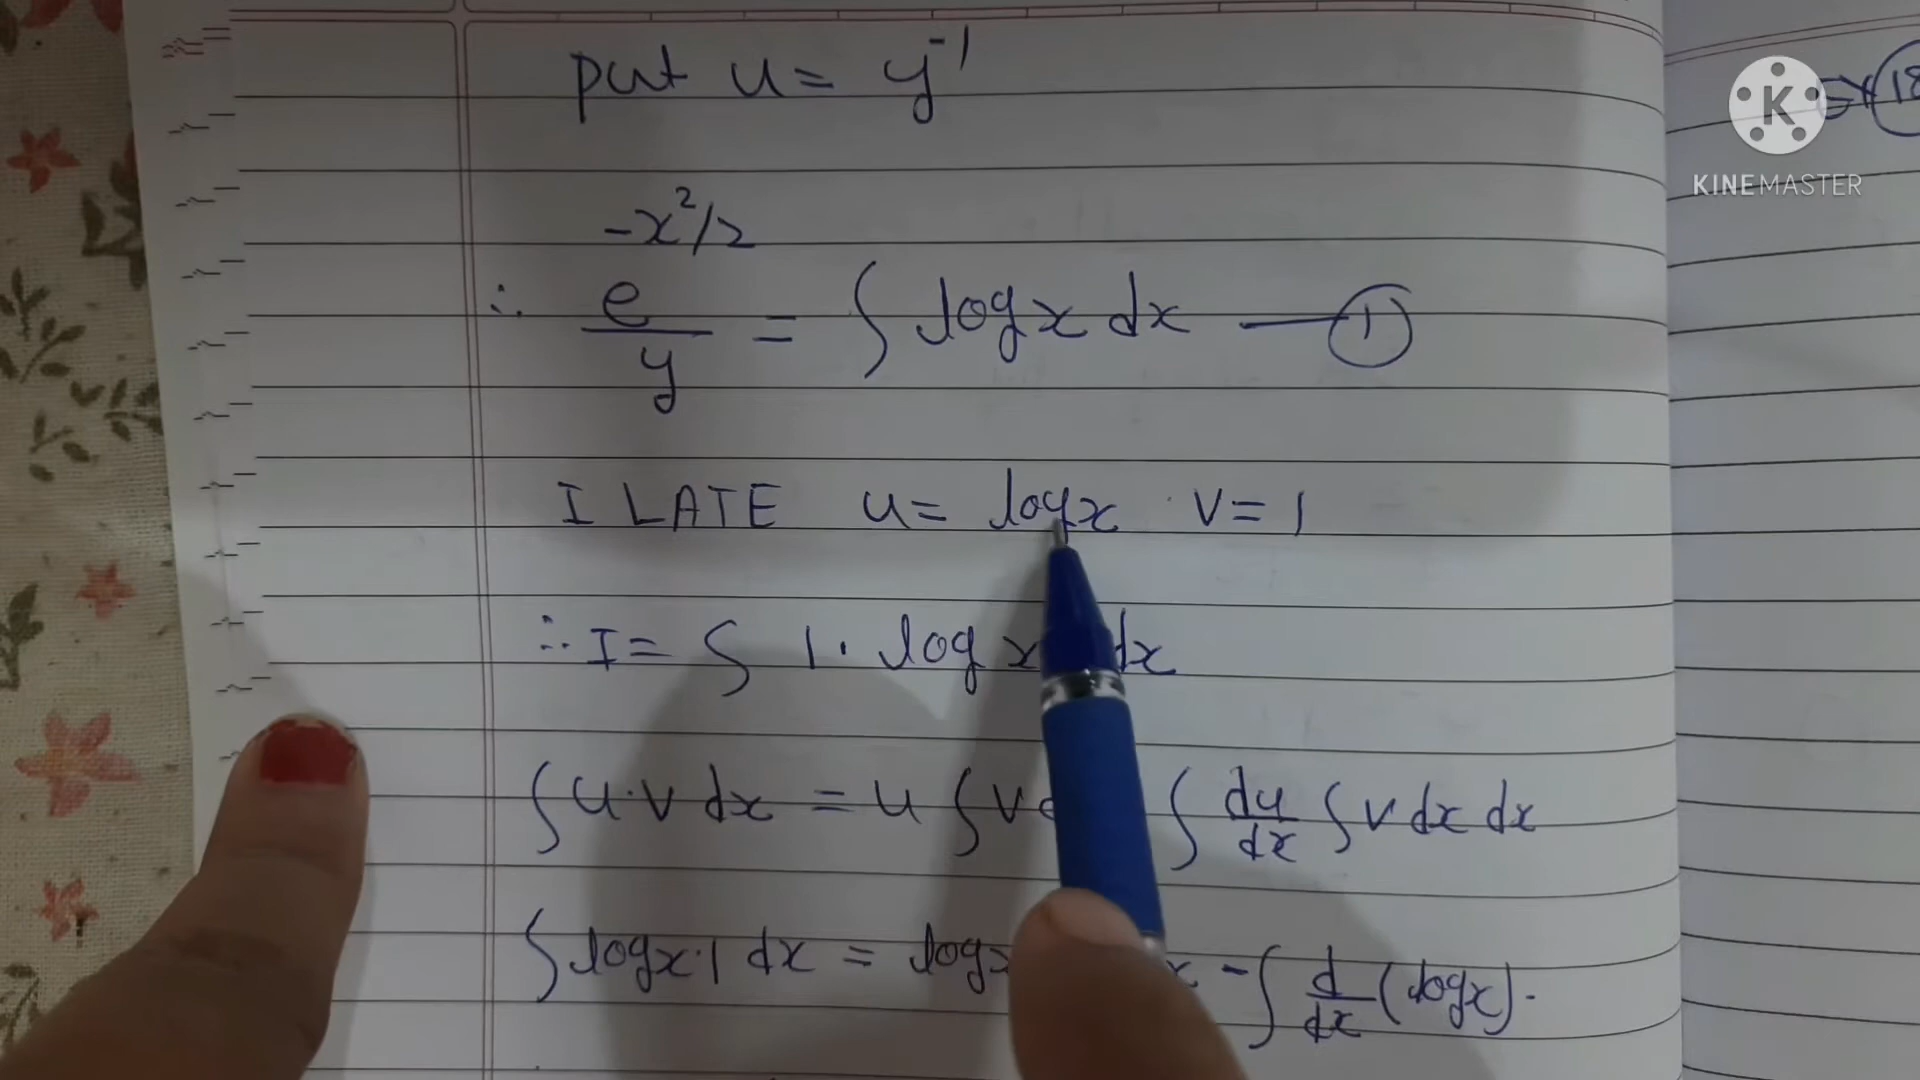 put u = y⁻¹
KINEMASTER
∴ e^(-x²/2) / y = ∫ log x dx — ①
I LATE u = log x v = 1
∴ I = ∫ 1 · log x dx
∫ u·v dx = u ∫ v ∫ du/dx ∫ v dx dx
∫ log x · 1 dx = log x - ∫ d/dx (log x) ·